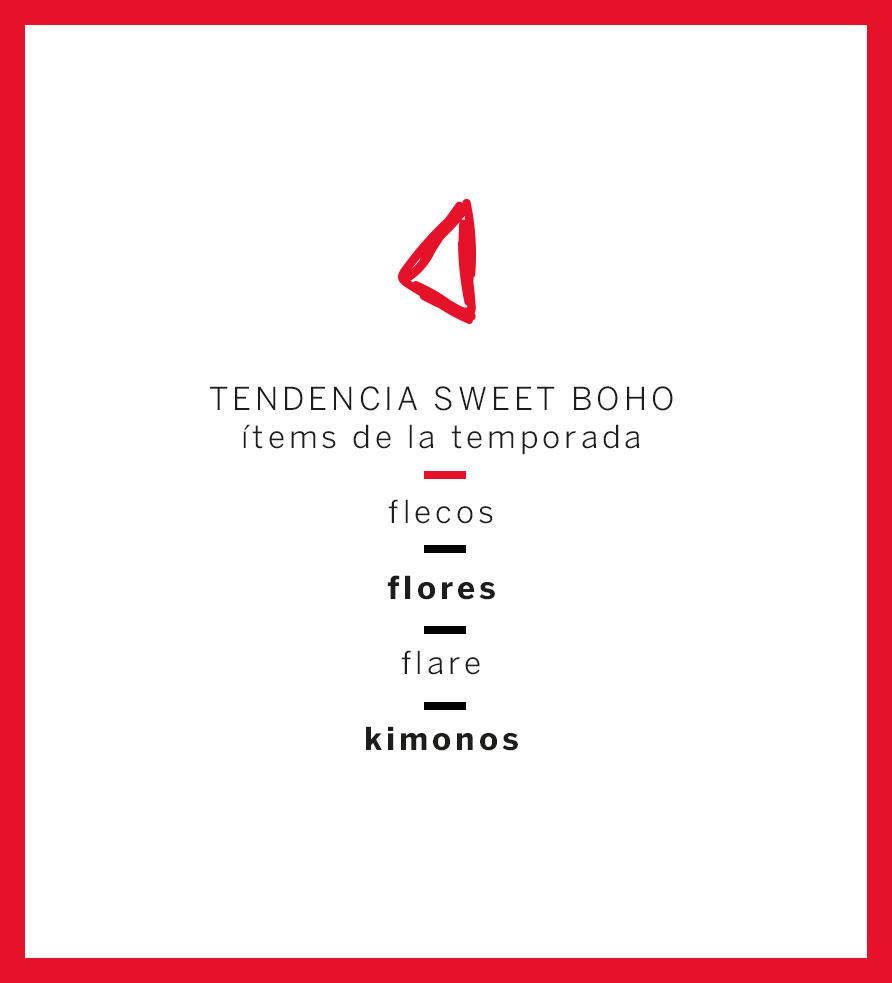 TENDENCIA SWEET BOHO
ítems de la temporada
flecos
flores
flare
kimonos